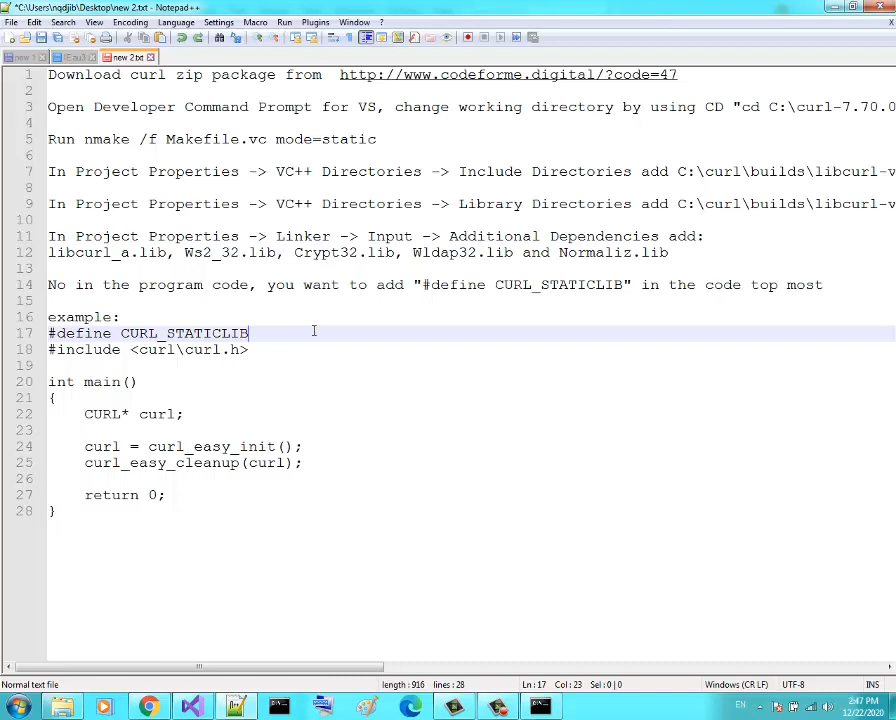 *C:\Users\nqdjib\Desktop\new 2.txt - Notepad++
File Edit Search View Encoding Language Settings Macro Run Plugins Window ? X
new 1 IE.au3 new 2.txt
1 Download curl zip package from http://www.codeforme.digital/?code=47
2
3 Open Developer Command Prompt for VS, change working directory by using CD "cd C:\curl-7.70.0
4
5 Run nmake /f Makefile.vc mode=static
6
7 In Project Properties -> VC++ Directories -> Include Directories add C:\curl\builds\libcurl-v
8
9 In Project Properties -> VC++ Directories -> Library Directories add C:\curl\builds\libcurl-v
10
11 In Project Properties -> Linker -> Input -> Additional Dependencies add:
12 libcurl_a.lib, Ws2_32.lib, Crypt32.lib, Wldap32.lib and Normaliz.lib
13
14 No in the program code, you want to add "#define CURL_STATICLIB" in the code top most
15
16 example:
17 #define CURL_STATICLIB
18 #include <curl\curl.h>
19
20 int main()
21 {
22 CURL* curl;
23
24 curl = curl_easy_init();
25 curl_easy_cleanup(curl);
26
27 return 0;
28 }
Normal text file length : 916 lines : 28 Ln : 17 Col : 23 Sel : 0 | 0 Windows (CR LF) UTF-8 INS
EN 2:47 PM
12/22/2020